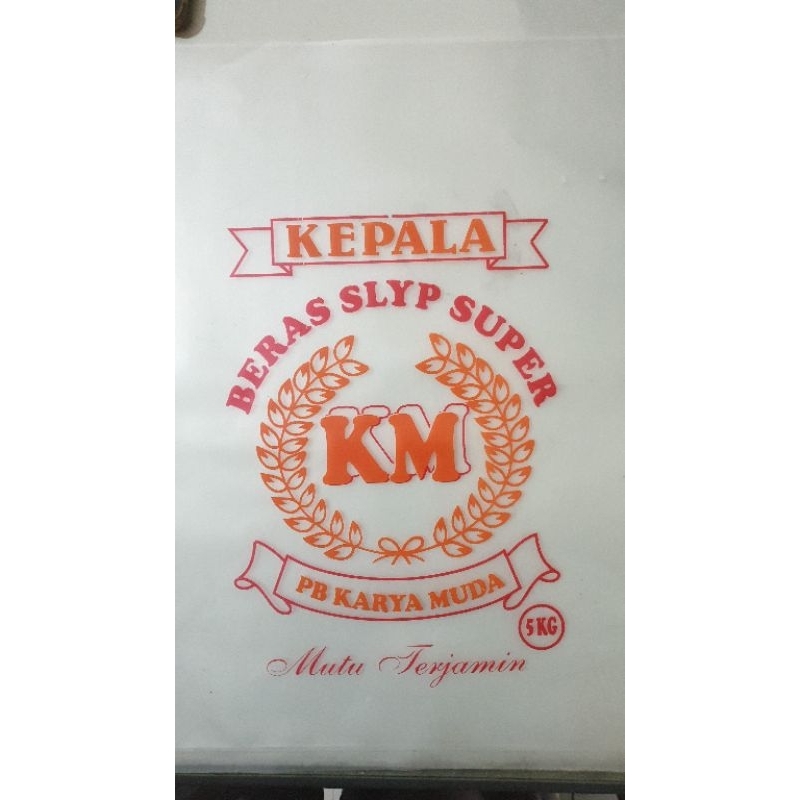 KEPALA
BERAS SLYP SUPER
KM
PB KARYA MUDA
5 KG
Mutu Terjamin